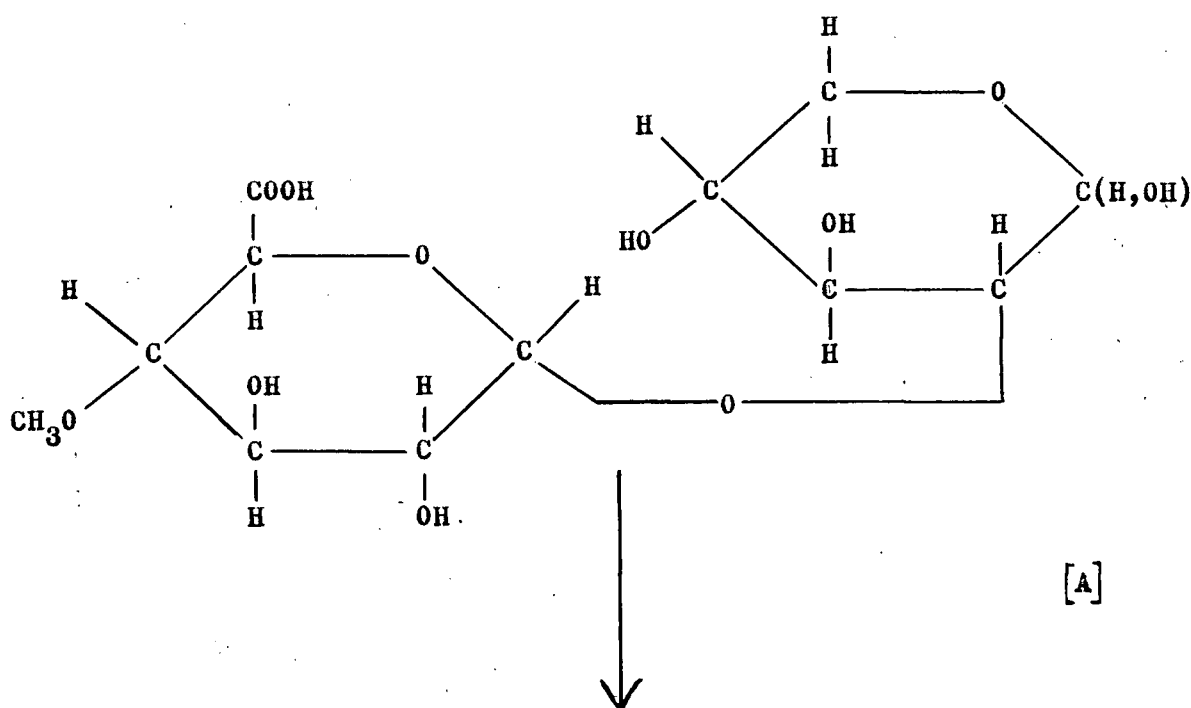 H
C O
H
H
C C(H,OH)
COOH OH H
HO
C O
C C
H H
H H
C C
OH H
CH3O O
C C
H OH
[A]